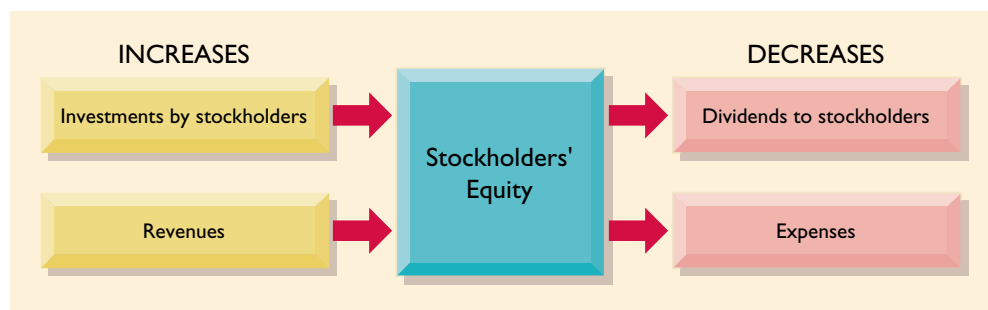 INCREASES
DECREASES
Investments by stockholders
Dividends to stockholders
Stockholders'
Equity
Revenues
Expenses